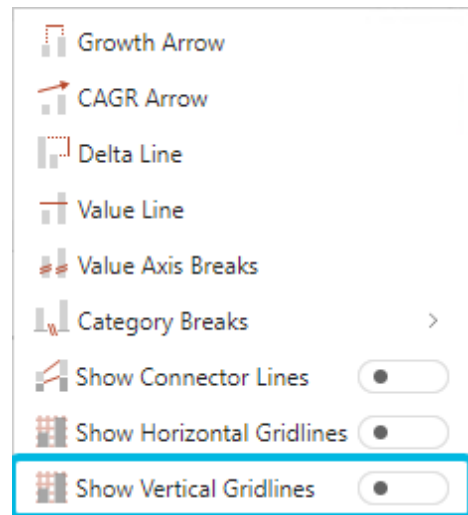 Growth Arrow
CAGR Arrow
Delta Line
Value Line
Value Axis Breaks
Category Breaks
Show Connector Lines
Show Horizontal Gridlines
Show Vertical Gridlines